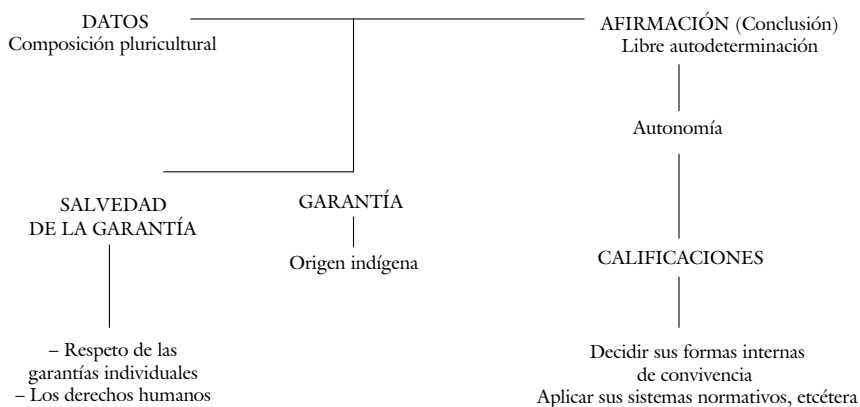 DATOS
Composición pluricultural
AFIRMACIÓN (Conclusión)
Libre autodeterminación
Autonomía
SALVEDAD
DE LA GARANTÍA
GARANTÍA
Origen indígena
CALIFICACIONES
– Respeto de las
garantías individuales
– Los derechos humanos
Decidir sus formas internas
de convivencia
Aplicar sus sistemas normativos, etcétera